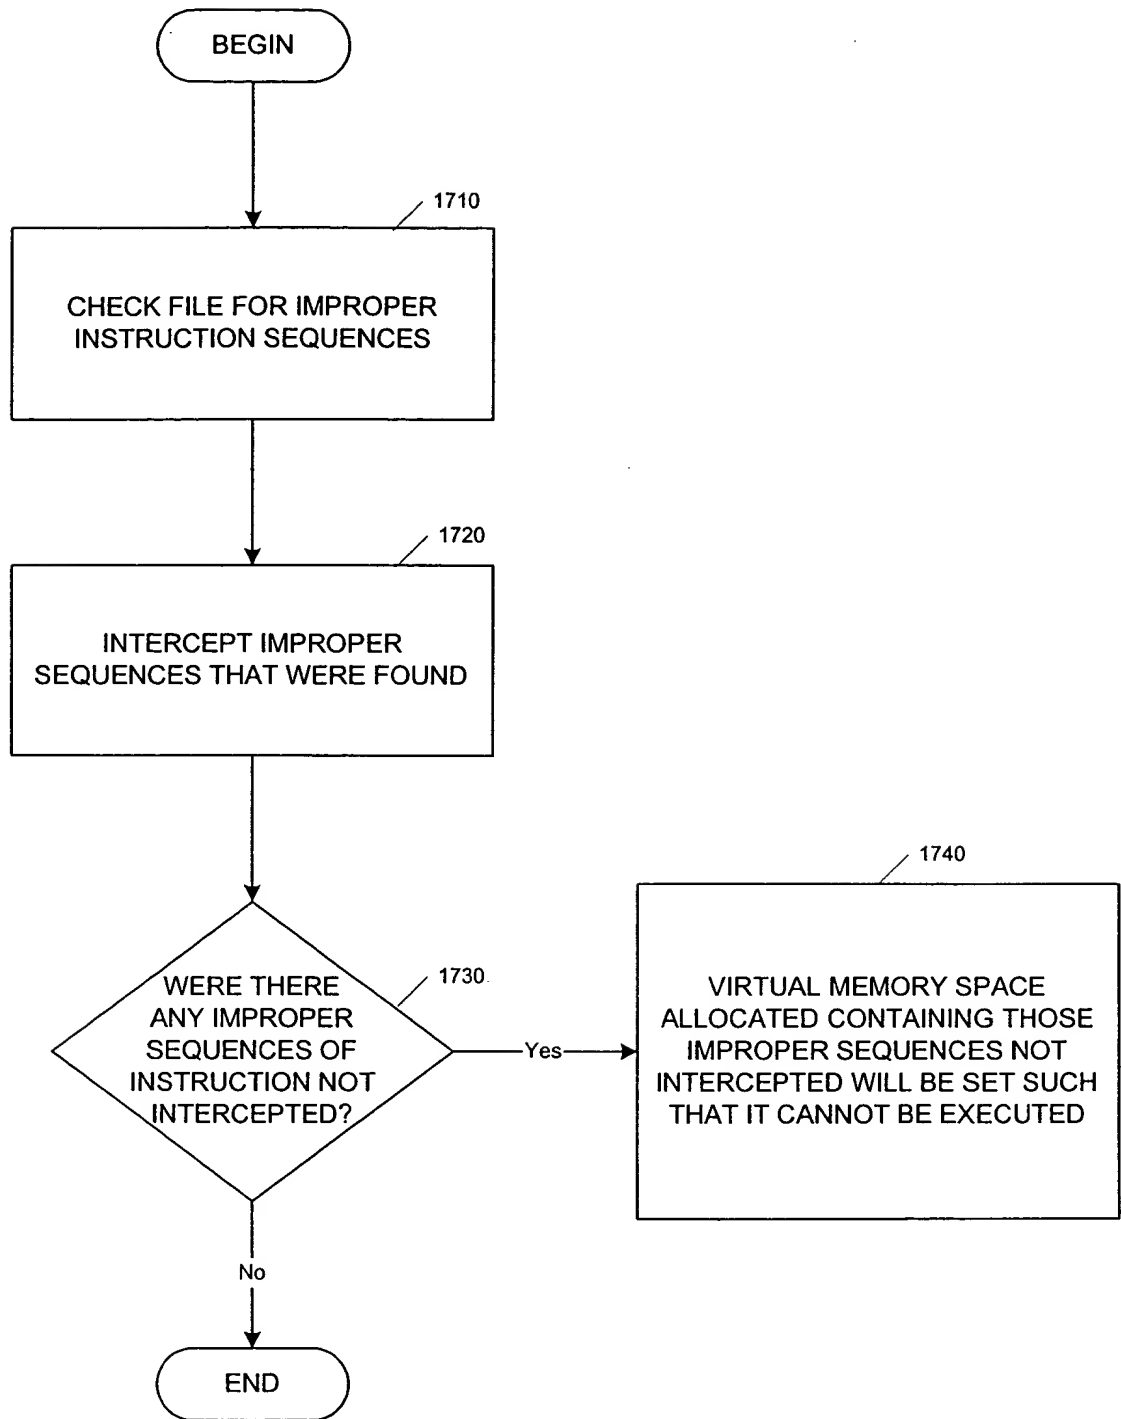 BEGIN
1710
CHECK FILE FOR IMPROPER
INSTRUCTION SEQUENCES
1720
INTERCEPT IMPROPER
SEQUENCES THAT WERE FOUND
1730
WERE THERE
ANY IMPROPER
SEQUENCES OF
INSTRUCTION NOT
INTERCEPTED?
Yes
1740
VIRTUAL MEMORY SPACE
ALLOCATED CONTAINING THOSE
IMPROPER SEQUENCES NOT
INTERCEPTED WILL BE SET SUCH
THAT IT CANNOT BE EXECUTED
No
END